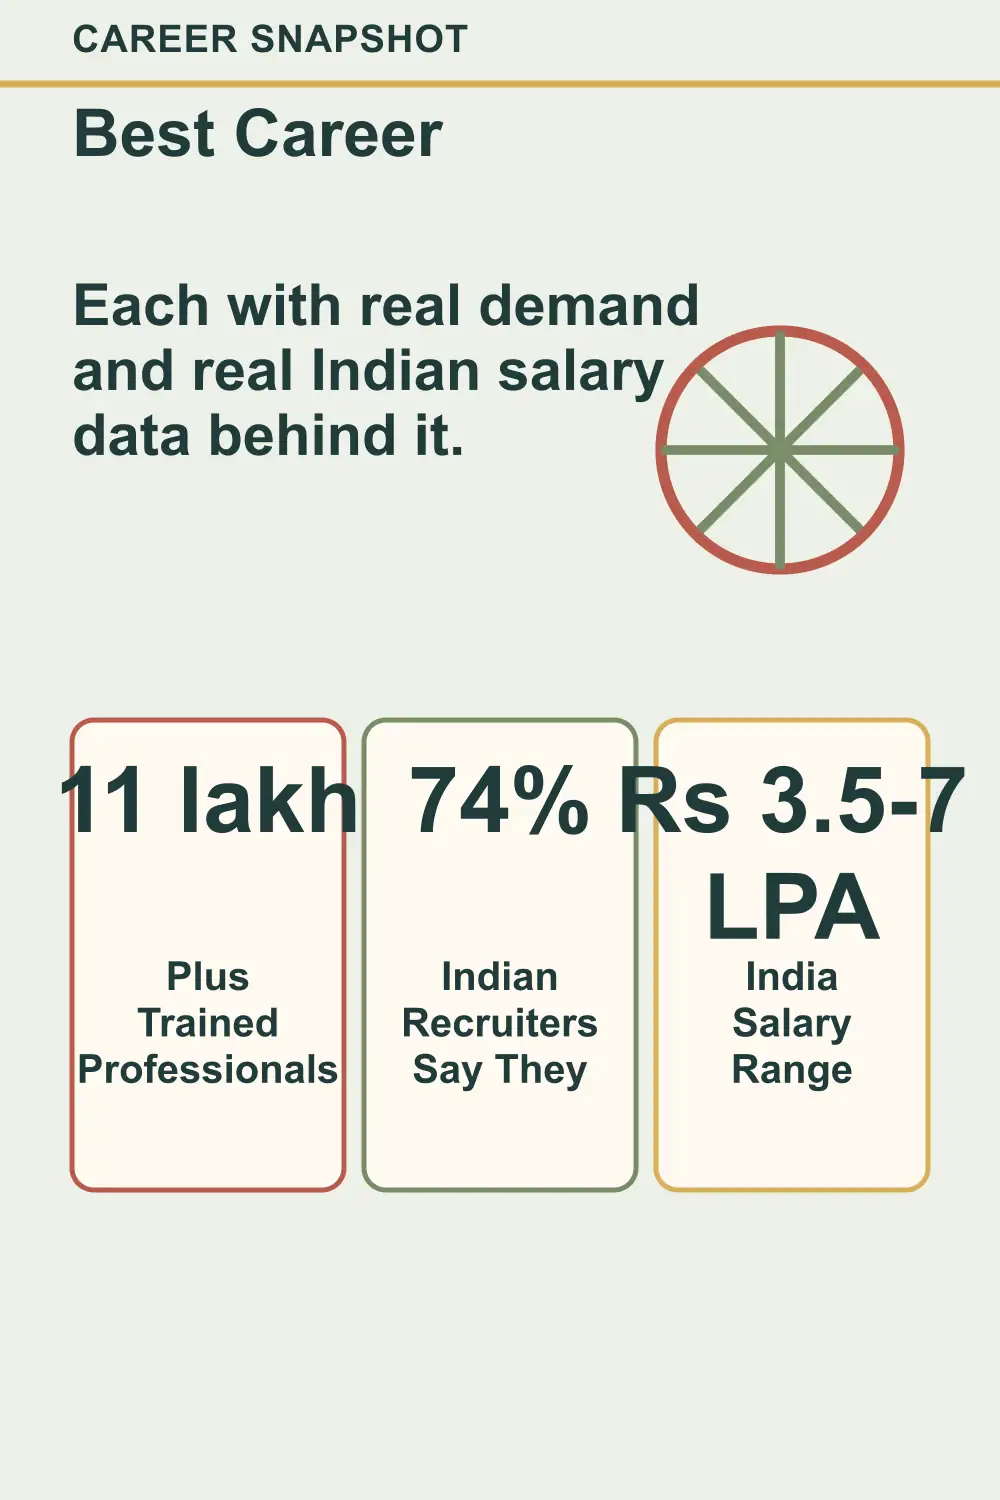 CAREER SNAPSHOT
Best Career
Each with real demand
and real Indian salary
data behind it.
11 lakh
Plus
Trained
Professionals
74%
Indian
Recruiters
Say They
Rs 3.5-7
LPA
India
Salary
Range